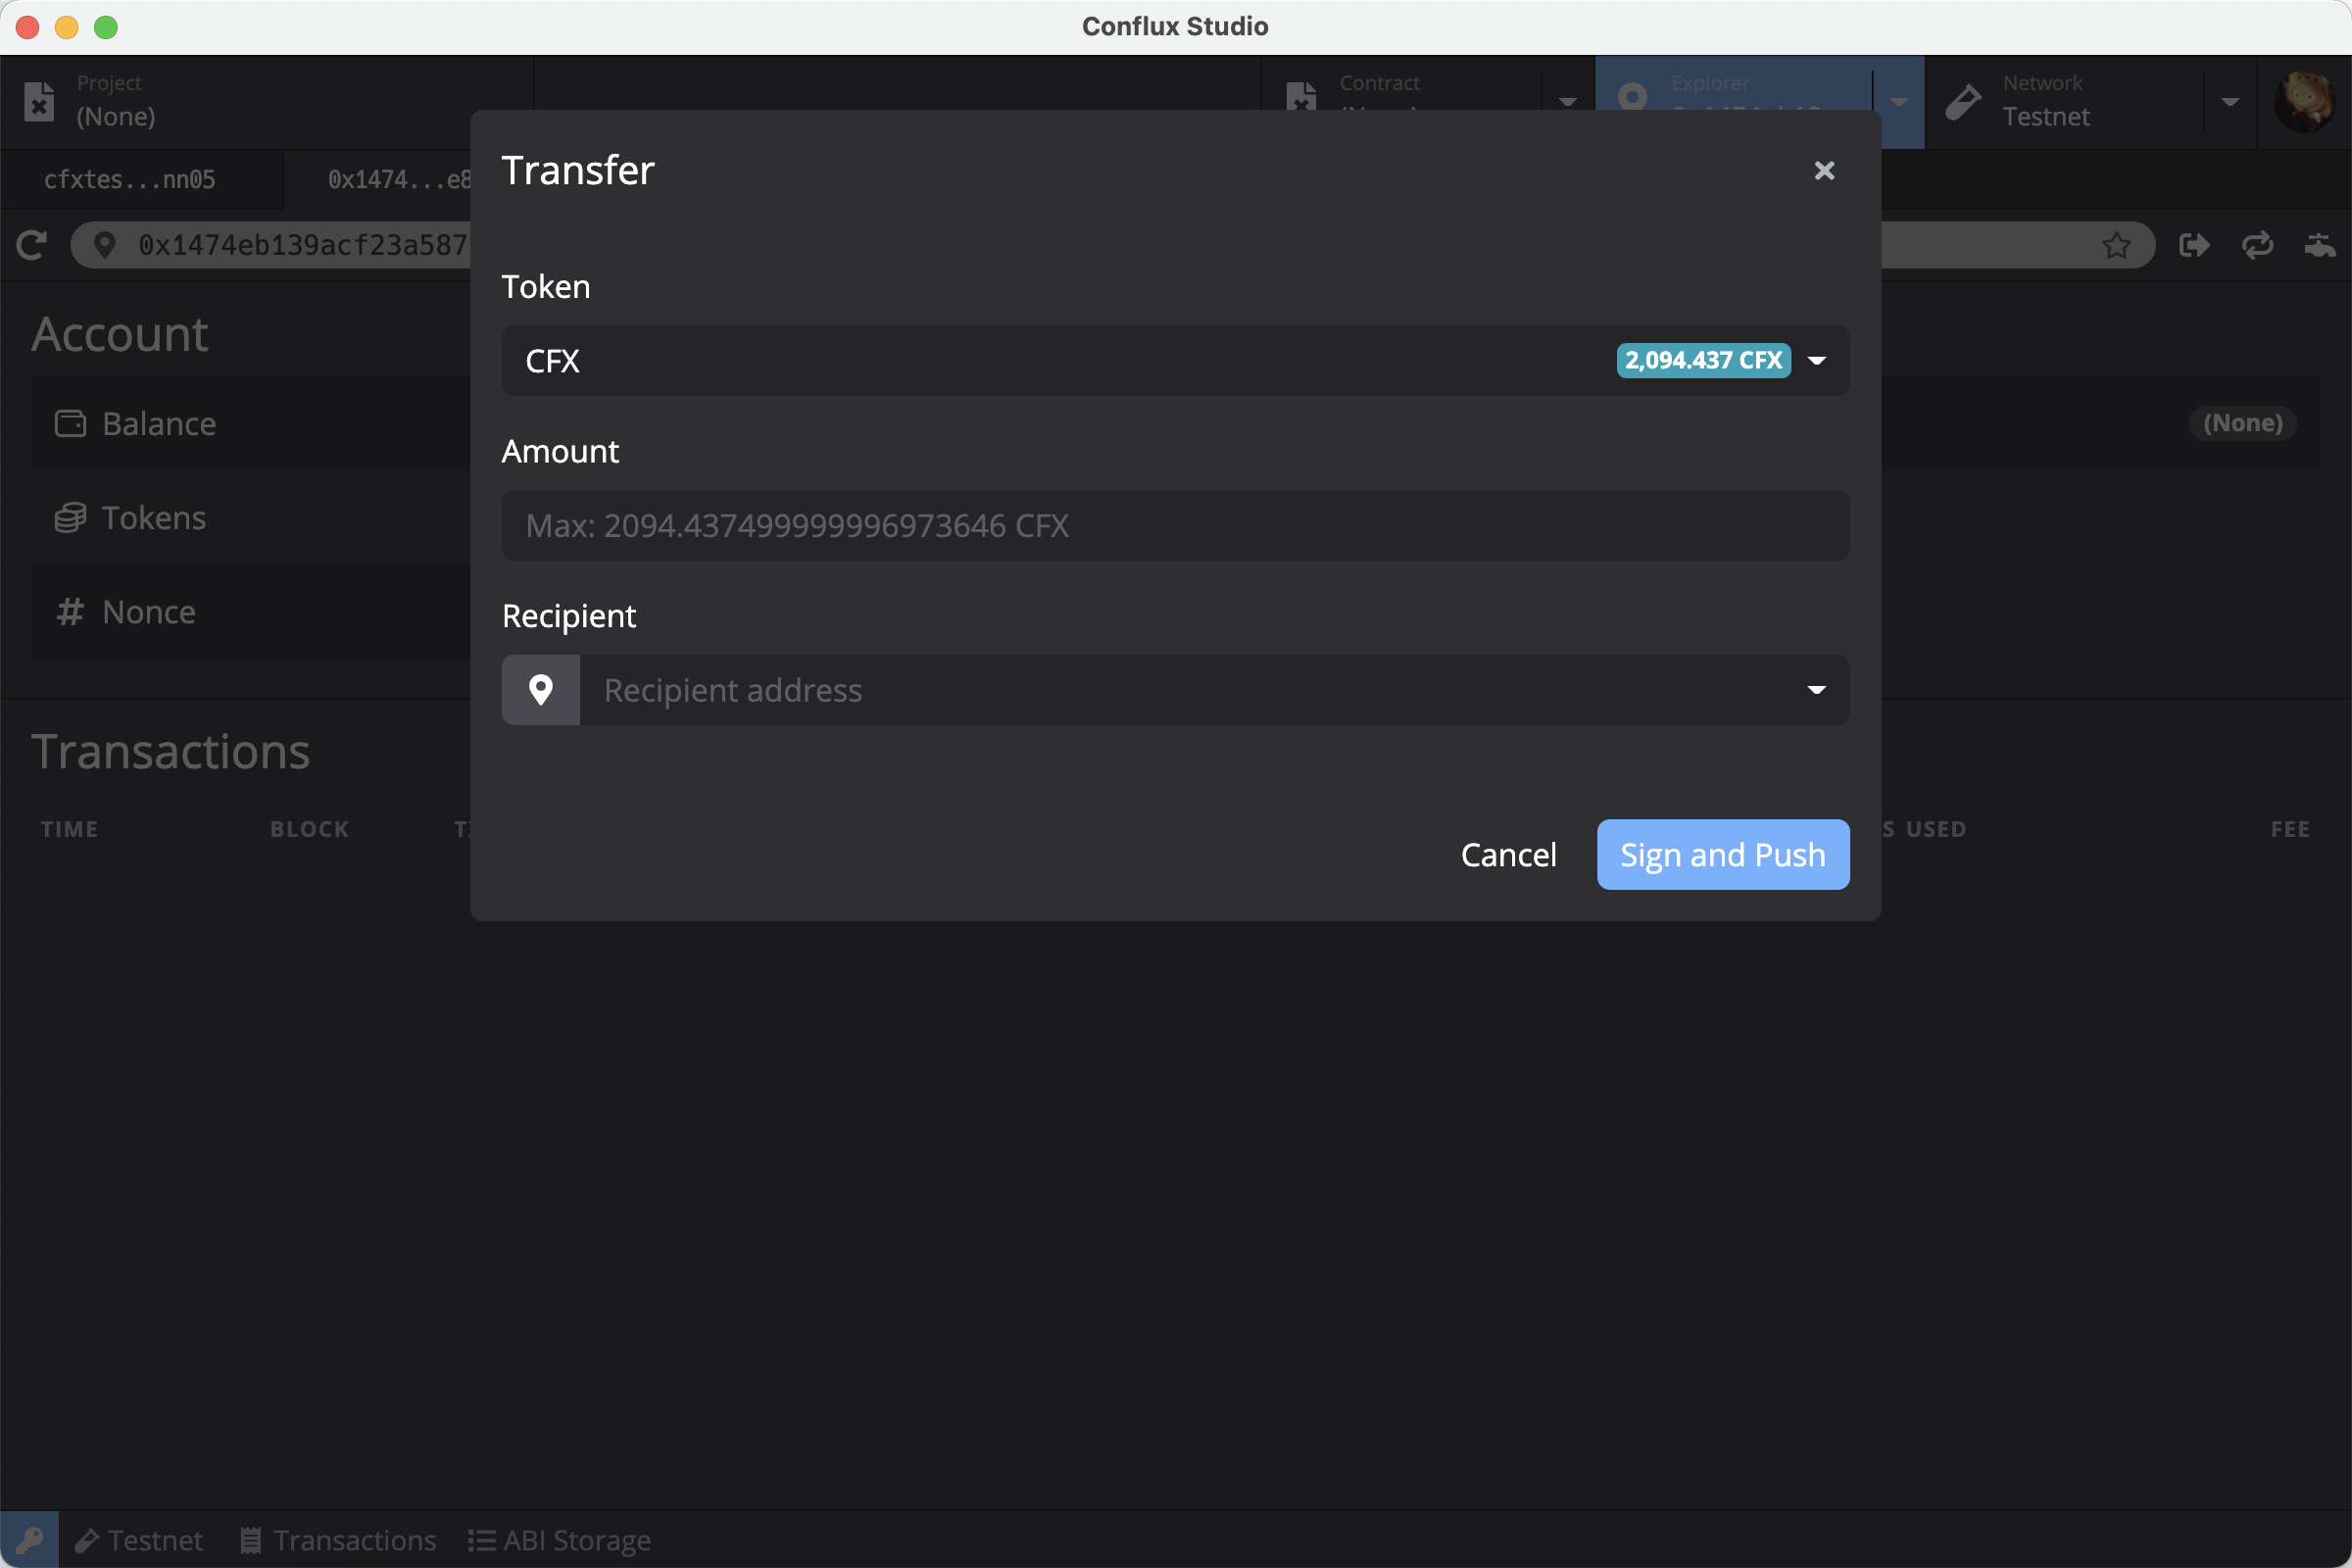 Conflux Studio
Project
(None)
Contract
Explorer
Network
Testnet
cfxtes...nn05
0x1474...e8
0x1474eb139acf23a587
Transfer
Token
CFX
2,094.437 CFX
Amount
Max: 2094.437499999996973646 CFX
Recipient
Recipient address
Cancel
Sign and Push
Account
Balance
(None)
Tokens
Nonce
Transactions
TIME
BLOCK
S USED
FEE
Testnet
Transactions
ABI Storage